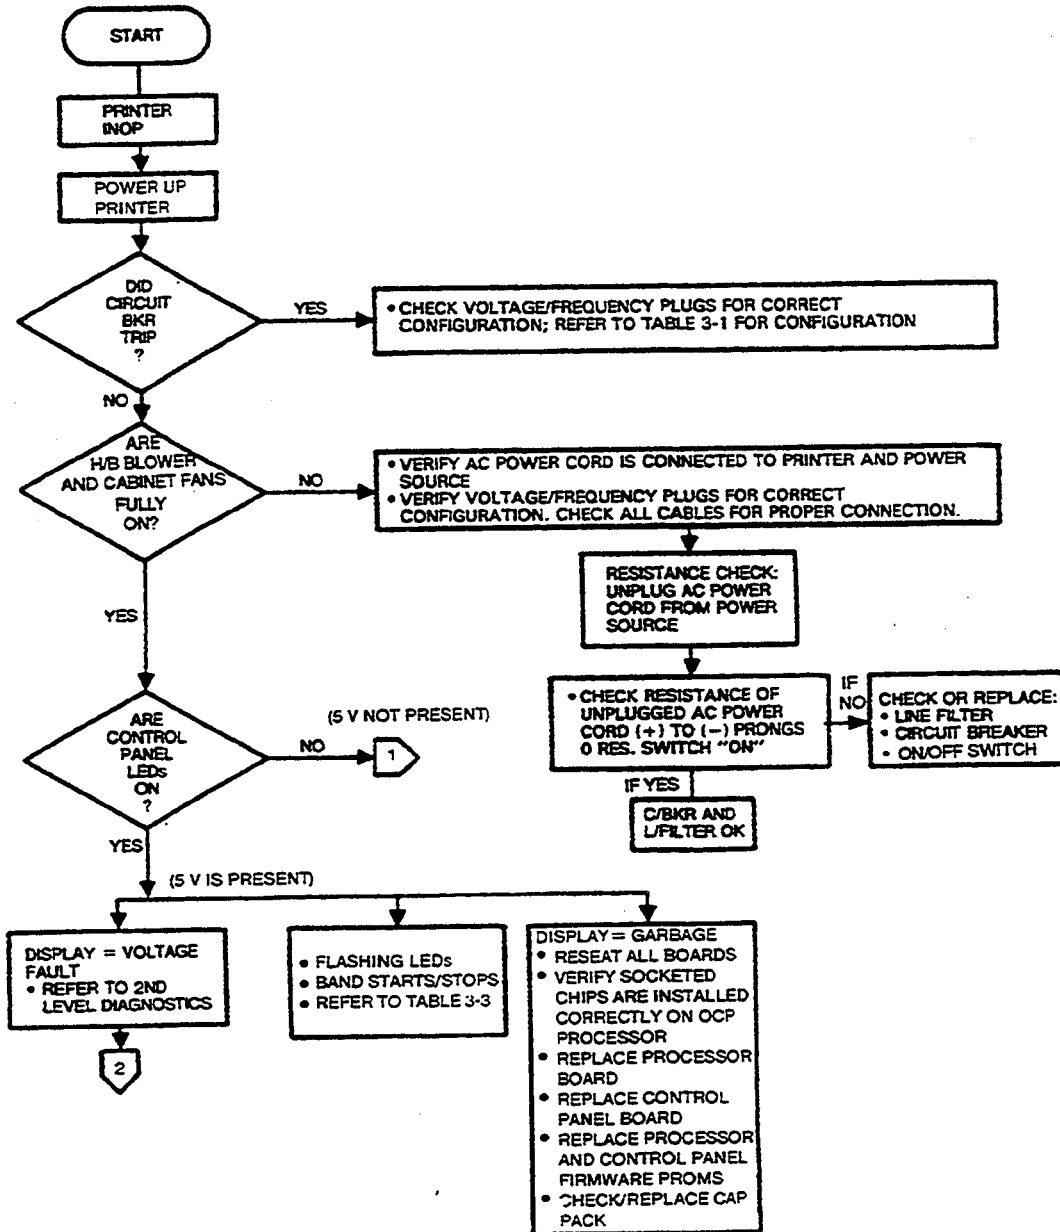 START
PRINTER
INOP
POWER UP
PRINTER
DID
CIRCUIT
BKR
TRIP
?
YES
• CHECK VOLTAGE/FREQUENCY PLUGS FOR CORRECT
CONFIGURATION; REFER TO TABLE 3-1 FOR CONFIGURATION
NO
ARE
H/B BLOWER
AND CABINET FANS
FULLY
ON?
NO
• VERIFY AC POWER CORD IS CONNECTED TO PRINTER AND POWER
SOURCE
• VERIFY VOLTAGE/FREQUENCY PLUGS FOR CORRECT
CONFIGURATION. CHECK ALL CABLES FOR PROPER CONNECTION.
RESISTANCE CHECK:
UNPLUG AC POWER
CORD FROM POWER
SOURCE
YES
• CHECK RESISTANCE OF
UNPLUGGED AC POWER
CORD (+) TO (−) PRONGS
0 RES. SWITCH "ON"
IF
NO
CHECK OR REPLACE:
• LINE FILTER
• CIRCUIT BREAKER
• ON/OFF SWITCH
IF YES
C/BKR AND
L/FILTER OK
ARE
CONTROL
PANEL
LEDs
ON
?
(5 V NOT PRESENT)
NO
1
YES
(5 V IS PRESENT)
DISPLAY = VOLTAGE
FAULT
• REFER TO 2ND
LEVEL DIAGNOSTICS
2
• FLASHING LEDs
• BAND STARTS/STOPS
• REFER TO TABLE 3-3
DISPLAY = GARBAGE
• RESEAT ALL BOARDS
• VERIFY SOCKETED
CHIPS ARE INSTALLED
CORRECTLY ON OCP
PROCESSOR
• REPLACE PROCESSOR
BOARD
• REPLACE CONTROL
PANEL BOARD
• REPLACE PROCESSOR
AND CONTROL PANEL
FIRMWARE PROMS
• CHECK/REPLACE CAP
PACK